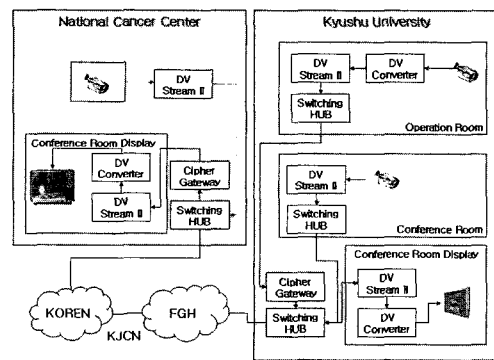 National Cancer Center
DV
Stream II
Conference Room Display
DV
Converter
DV
Stream II
Cipher
Gateway
Switching
HUB
Kyushu University
DV
Stream II
DV
Converter
Switching
HUB
Operation Room
DV
Stream II
Switching
HUB
Conference Room
Conference Room Display
DV
Stream II
DV
Converter
Cipher
Gateway
Switching
HUB
KOREN
KJCN
FGH